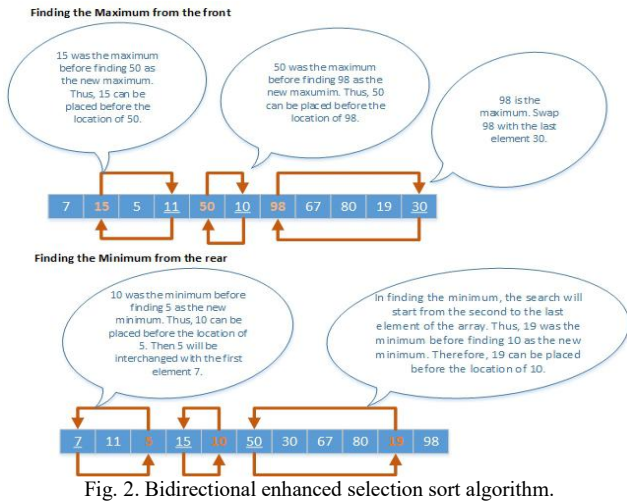 Finding the Maximum from the front
15 was the maximum
before finding 50 as
the new maximum.
Thus, 15 can be
placed before the
location of 50.
50 was the maximum
before finding 98 as the
new maxumim. Thus, 50
can be placed before the
location of 98.
98 is the
maximum. Swap
98 with the last
element 30.
7 15 5 11 50 10 98 67 80 19 30
Finding the Minimum from the rear
10 was the minimum before
finding 5 as the new
minimum. Thus, 10 can be
placed before the location of
5. Then 5 will be
interchanged with the first
element 7.
In finding the minimum, the search will
start from the second to the last
element of the array. Thus, 19 was the
minimum before finding 10 as the new
minimum. Therefore, 19 can be placed
before the location of 10.
7 11 5 15 10 50 30 67 80 19 98
Fig. 2. Bidirectional enhanced selection sort algorithm.